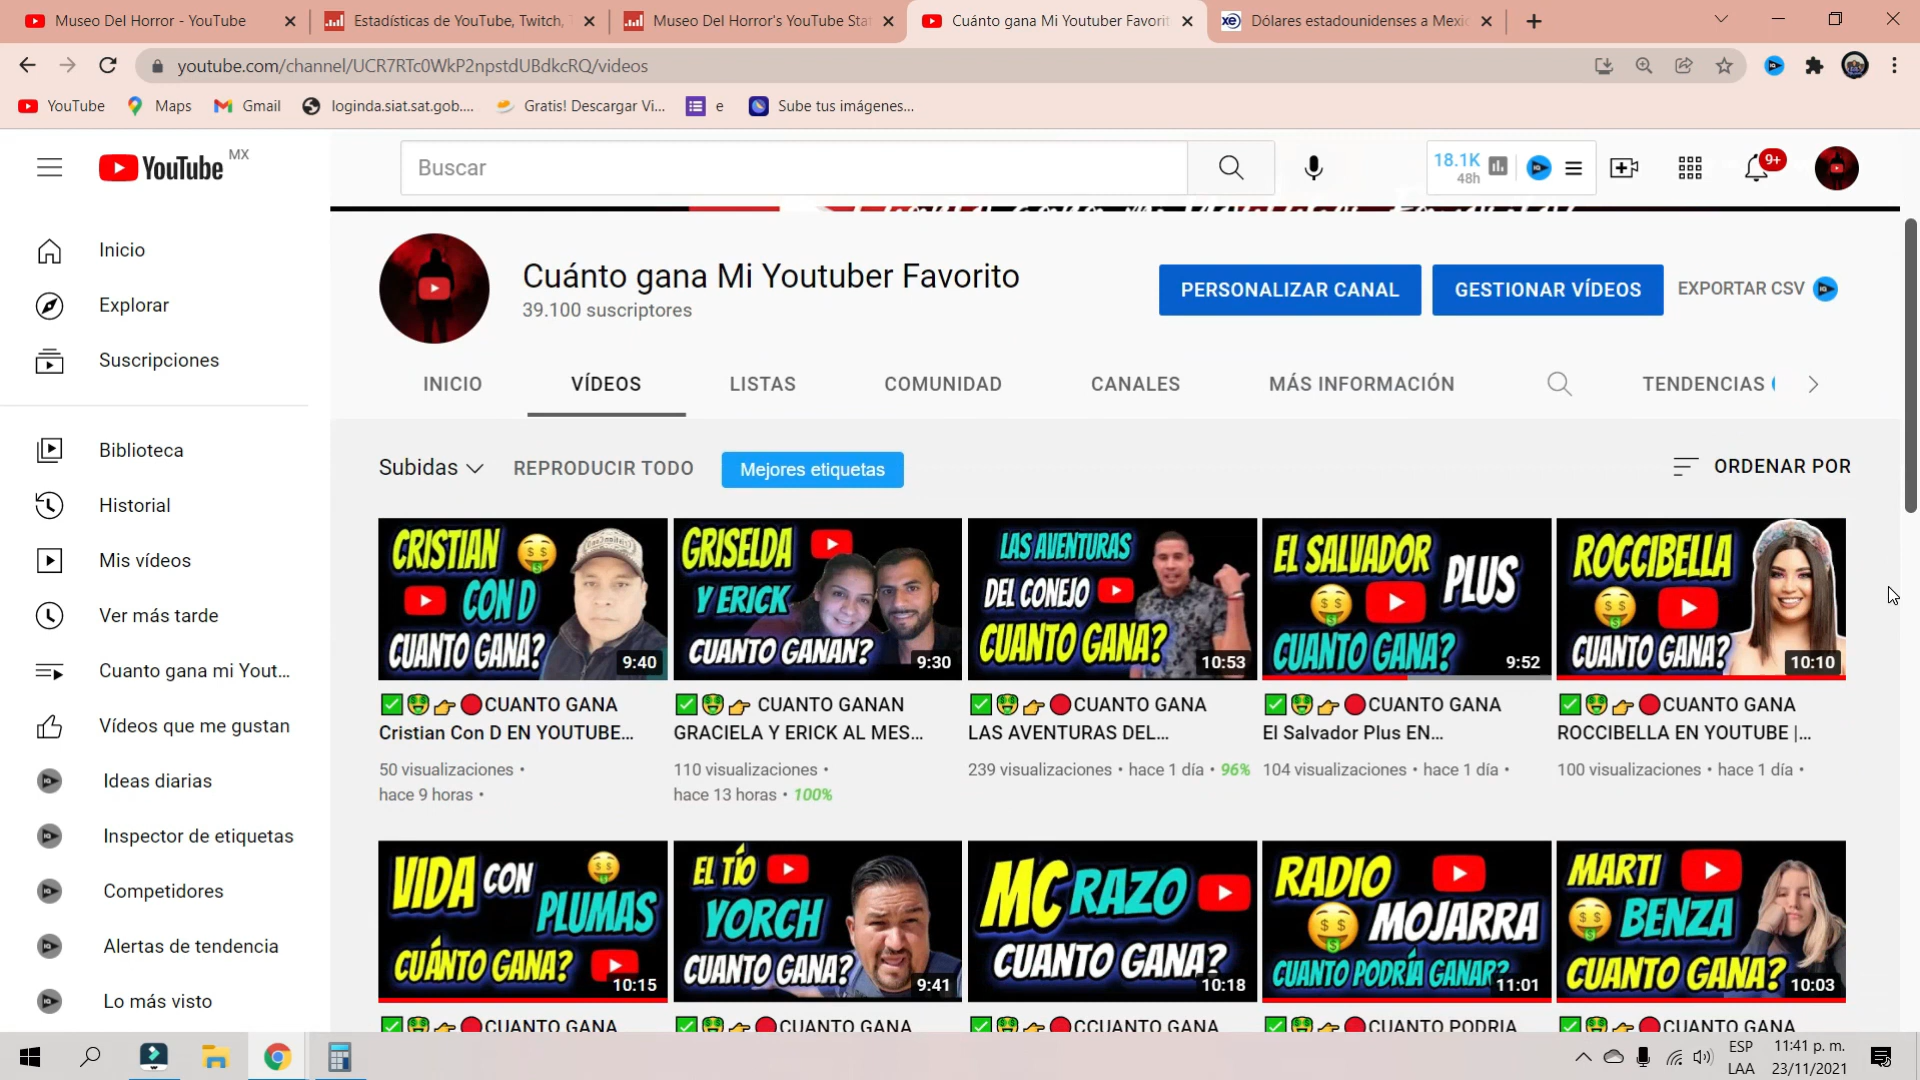 Museo Del Horror - YouTube
Estadísticas de YouTube, Twitch,
Museo Del Horror's YouTube Sta
Cuánto gana Mi Youtuber Favorit
Dólares estadounidenses a Mexi
youtube.com/channel/UCR7RTc0WkP2npstdUBdkcRQ/videos
YouTube
Maps
Gmail
loginda.siat.sat.gob....
Gratis! Descargar Vi...
e
Sube tus imágenes...
YouTube MX
Buscar
18.1K
48h
9+
Inicio
Explorar
Suscripciones
Biblioteca
Historial
Mis vídeos
Ver más tarde
Cuanto gana mi Yout...
Vídeos que me gustan
Ideas diarias
Inspector de etiquetas
Competidores
Alertas de tendencia
Lo más visto
Cuánto gana Mi Youtuber Favorito
39.100 suscriptores
PERSONALIZAR CANAL
GESTIONAR VÍDEOS
EXPORTAR CSV
INICIO
VÍDEOS
LISTAS
COMUNIDAD
CANALES
MÁS INFORMACIÓN
TENDENCIAS
Subidas
REPRODUCIR TODO
Mejores etiquetas
ORDENAR POR
CRISTIAN
CON D
CUANTO GANA?
9:40
CUANTO GANA
Cristian Con D EN YOUTUBE...
50 visualizaciones •
hace 9 horas •
GRISELDA
Y ERICK
CUANTO GANAN?
9:30
CUANTO GANAN
GRACIELA Y ERICK AL MES...
110 visualizaciones •
hace 13 horas • 100%
LAS AVENTURAS
DEL CONEJO
CUANTO GANA?
10:53
CUANTO GANA
LAS AVENTURAS DEL...
239 visualizaciones • hace 1 día • 96%
EL SALVADOR
PLUS
CUANTO GANA?
9:52
CUANTO GANA
El Salvador Plus EN...
104 visualizaciones • hace 1 día •
ROCCIBELLA
CUANTO GANA?
10:10
CUANTO GANA
ROCCIBELLA EN YOUTUBE |...
100 visualizaciones • hace 1 día •
VIDA CON
PLUMAS
CUÁNTO GANA?
10:15
CUANTO GANA
EL TÍO
YORCH
CUANTO GANA?
9:41
CUANTO GANA
MC RAZO
CUANTO GANA?
10:18
CCUANTO GANA
RADIO
MOJARRA
CUANTO PODRÍA GANAR?
11:01
CUANTO PODRIA
MARTI
BENZA
CUANTO GANA?
10:03
CUANTO GANA
ESP
LAA
11:41 p. m.
23/11/2021